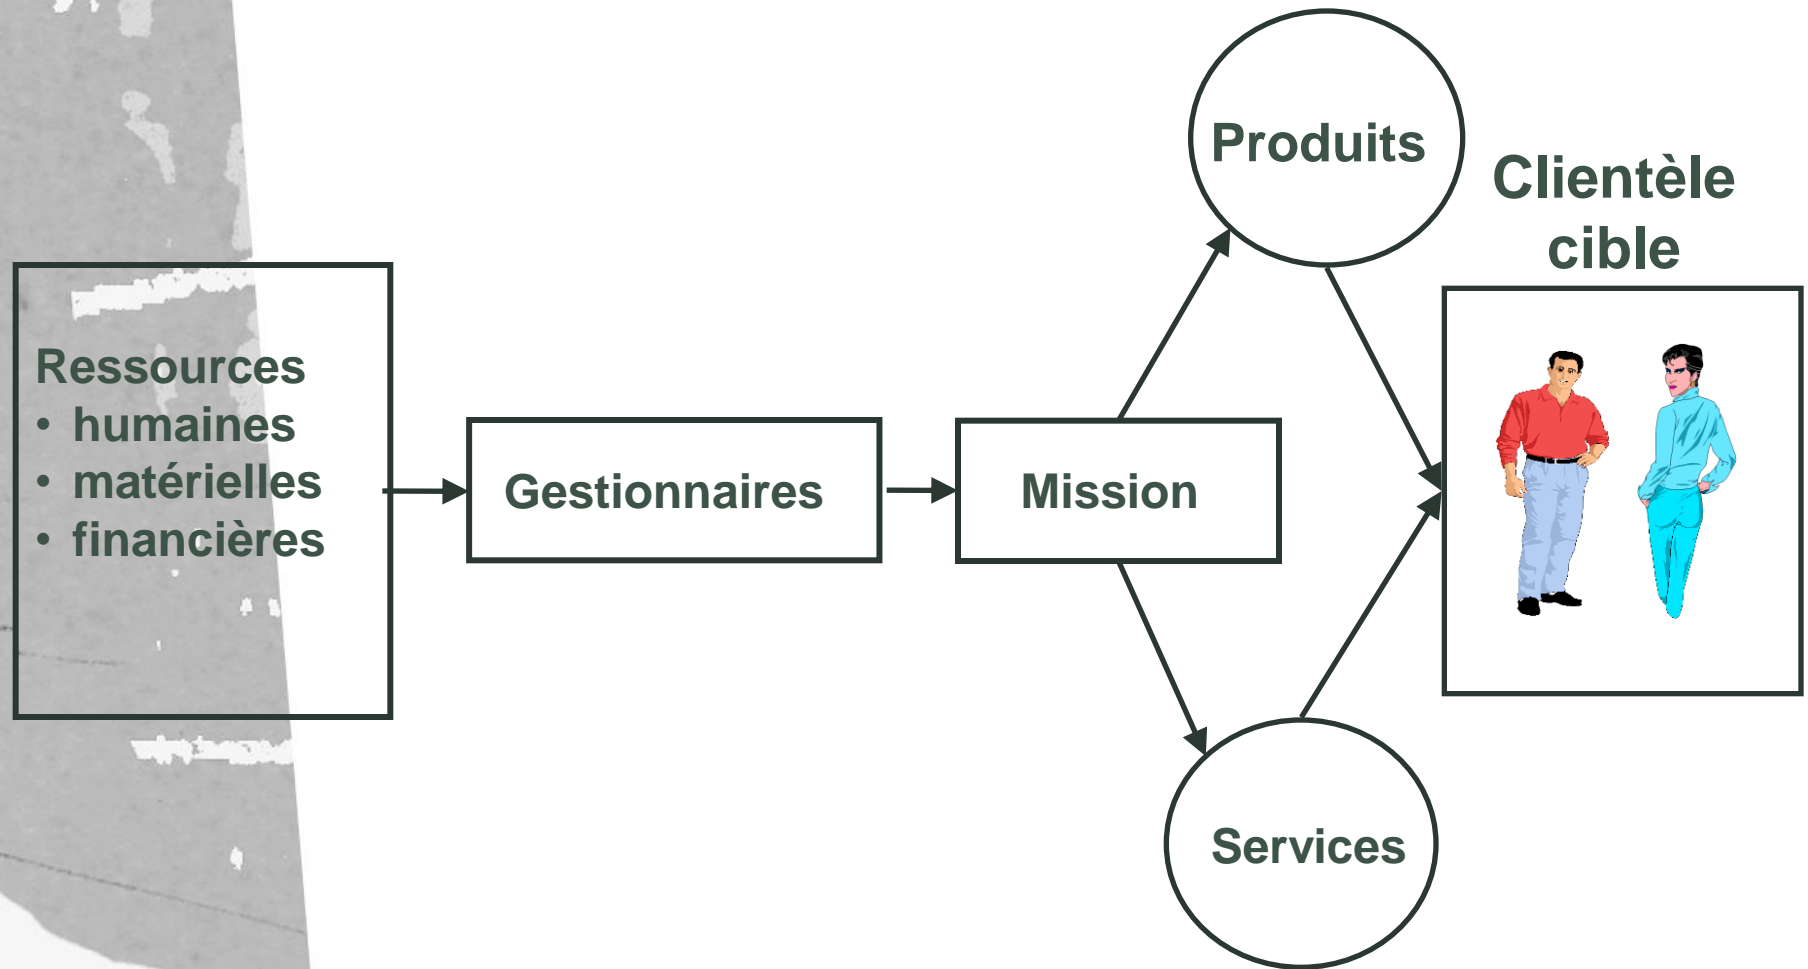 Ressources
• humaines
• matérielles
• financières
Gestionnaires
Mission
Produits
Services
Clientèle
cible